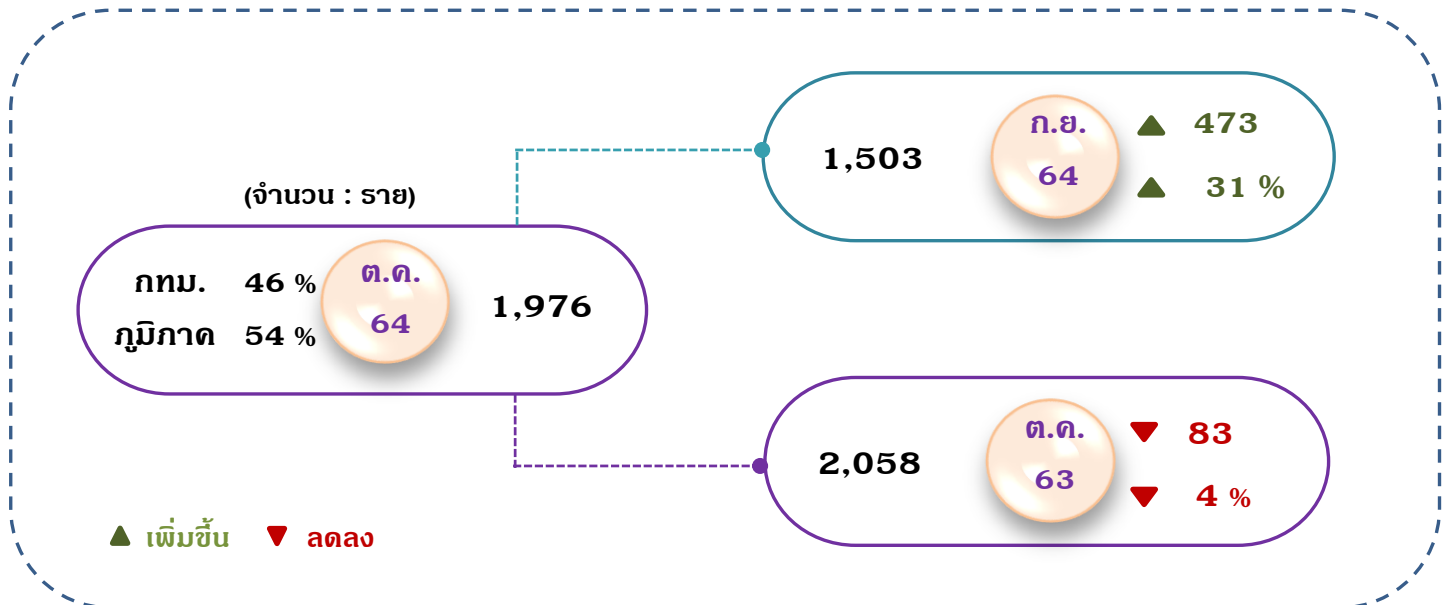 (จำนวน : ราย)
กทม. 46 %
ภูมิภาค 54 %
ต.ค.
64
1,976
1,503
ก.ย.
64
473
31 %
2,058
ต.ค.
63
83
4 %
เพิ่มขึ้น ลดลง